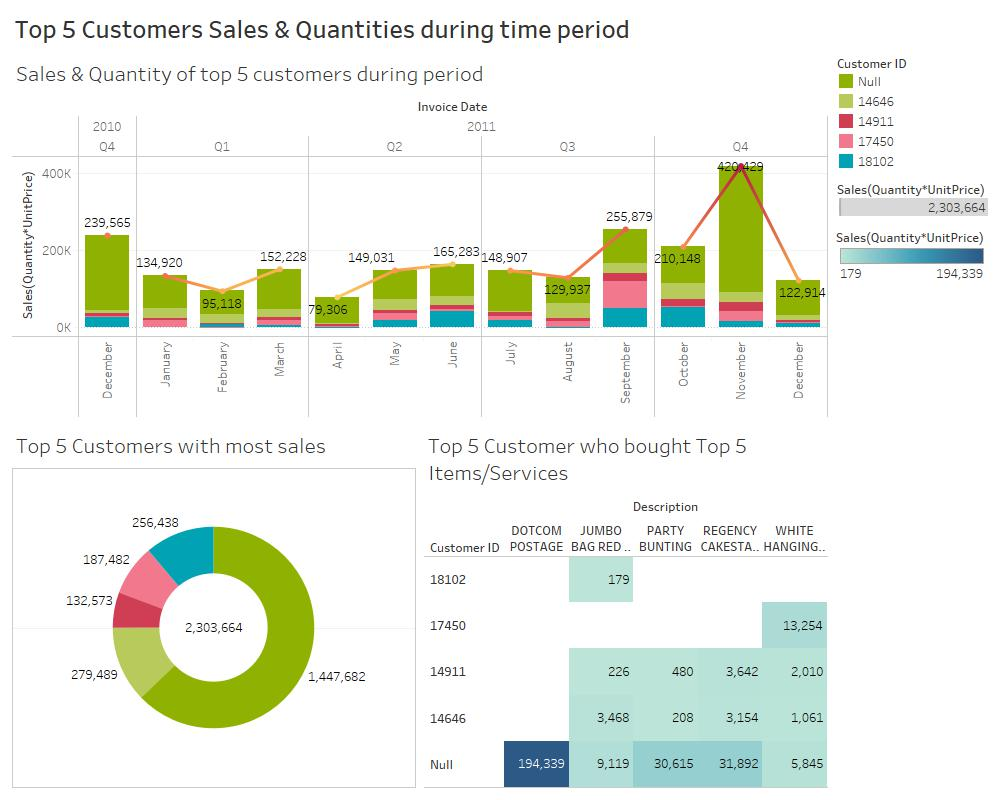 Top 5 Customers Sales & Quantities during time period
Sales & Quantity of top 5 customers during period
Invoice Date
2010
2011
Q4
Q1
Q2
Q3
Q4
Sales(Quantity*UnitPrice)
400K
200K
0K
239,565
134,920
95,118
152,228
79,306
149,031
165,283
148,907
129,937
255,879
210,148
420,429
122,914
December
January
February
March
April
May
June
July
August
September
October
November
December
Customer ID
Null
14646
14911
17450
18102
Sales(Quantity*UnitPrice)
2,303,664
Sales(Quantity*UnitPrice)
179
194,339
Top 5 Customers with most sales
256,438
187,482
132,573
279,489
2,303,664
1,447,682
Top 5 Customer who bought Top 5
Items/Services
Description
Customer ID
DOTCOM
POSTAGE
JUMBO
BAG RED ..
PARTY
BUNTING
REGENCY
CAKESTA..
WHITE
HANGING..
18102 179
17450 13,254
14911 226 480 3,642 2,010
14646 3,468 208 3,154 1,061
Null 194,339 9,119 30,615 31,892 5,845